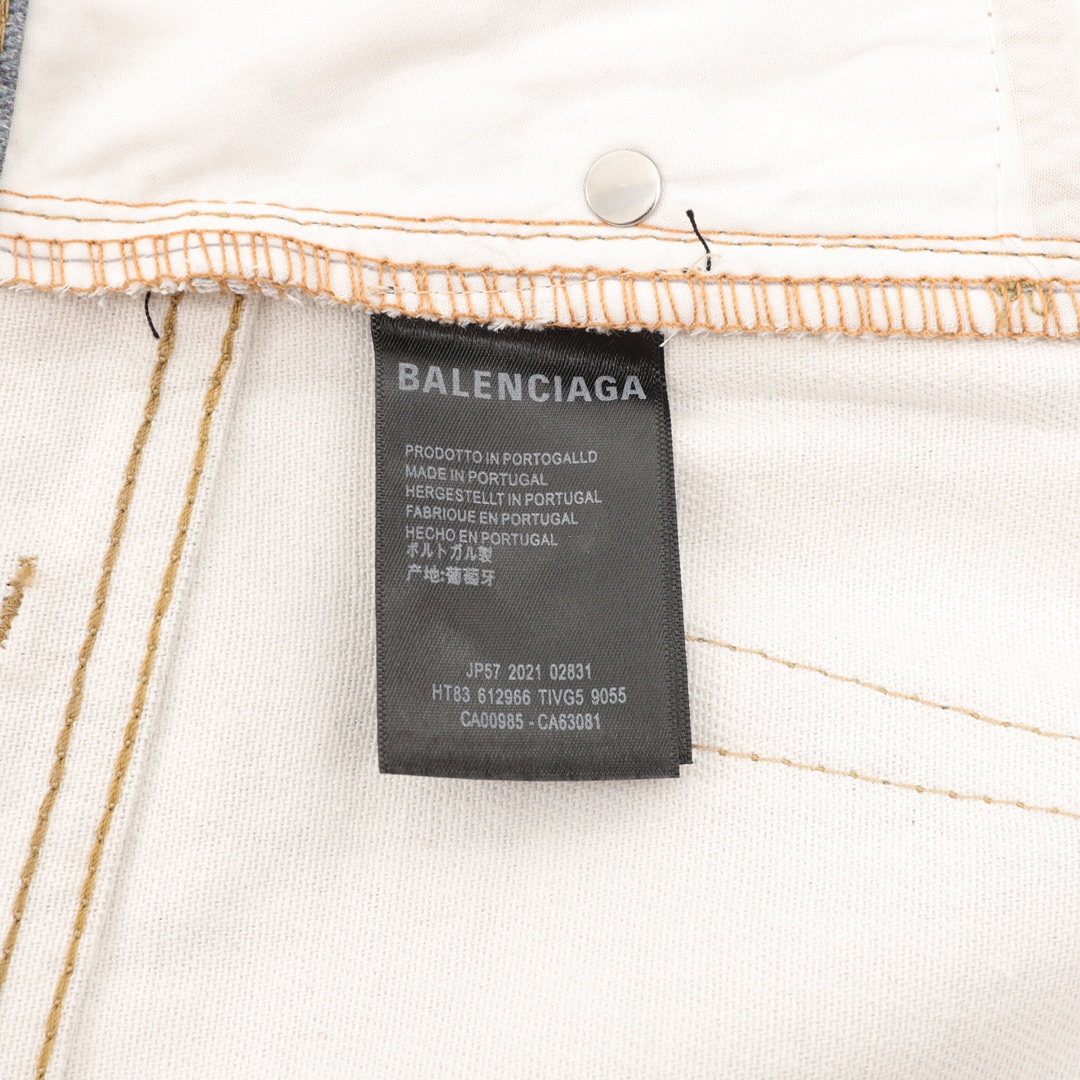 BALENCIAGA
PRODOTTO IN PORTOGALLD
MADE IN PORTUGAL
HERGESTELLT IN PORTUGAL
FABRIOUE EN PORTUGAL
HECHO EN PORTUGAL
ポルトガル製
产地:葡萄牙
JP57 2021 02831
HT83 612966 TIVG5 9055
CA00985 - CA63081